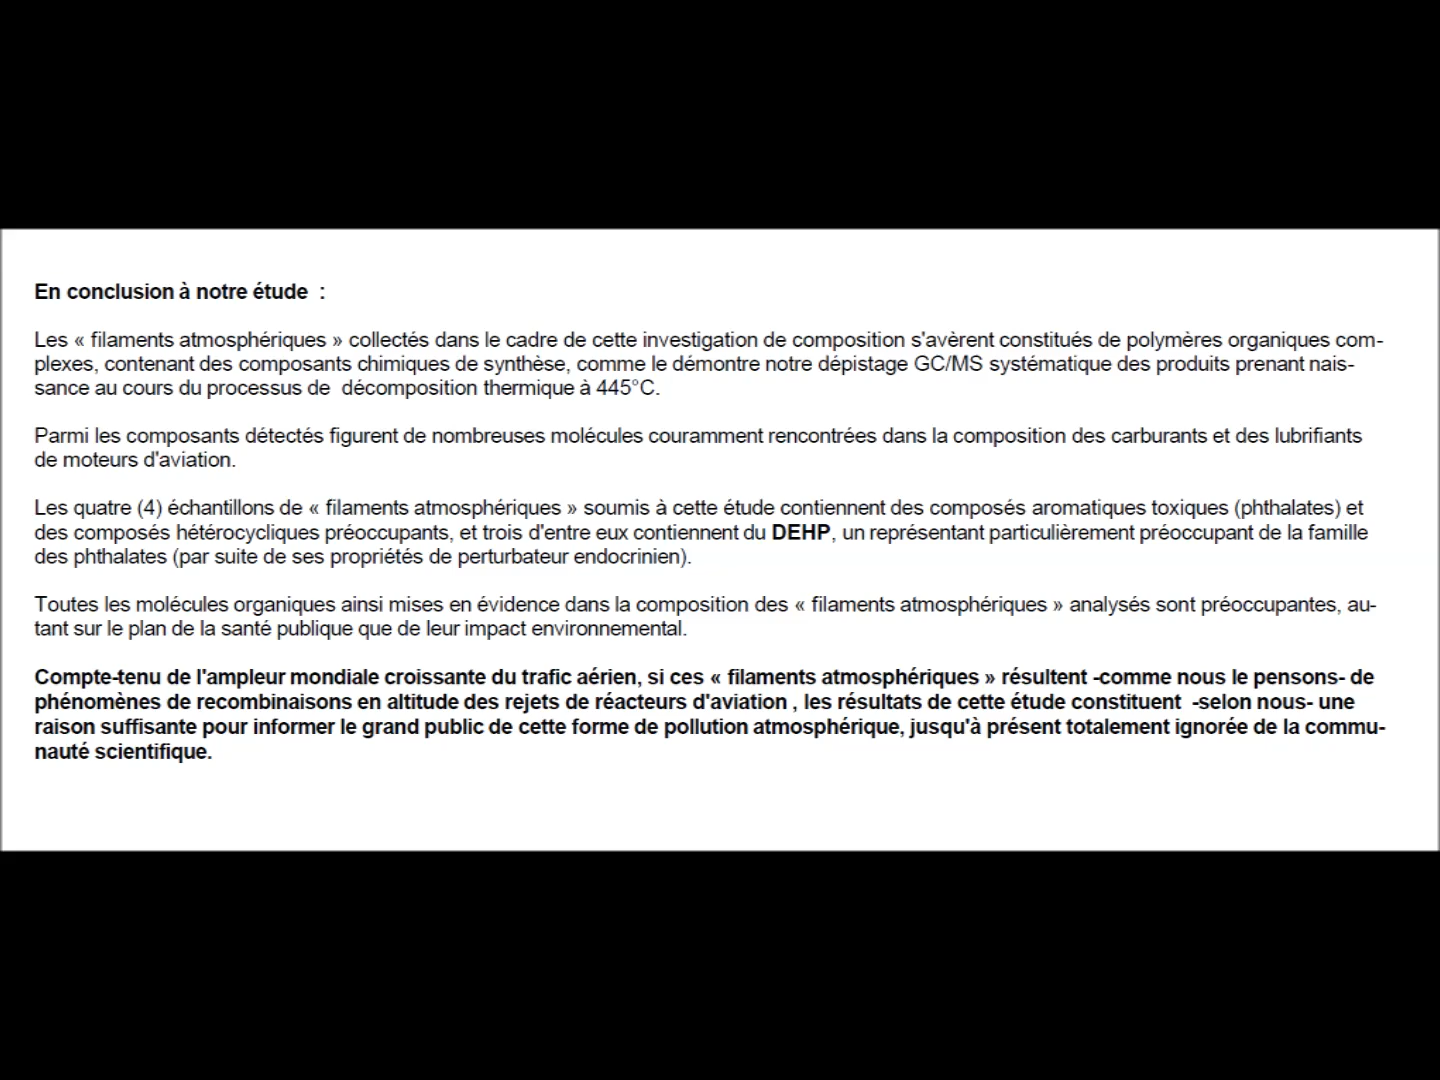 En conclusion à notre étude  :
Les « filaments atmosphériques » collectés dans le cadre de cette investigation de composition s'avèrent constitués de polymères organiques com-
plexes, contenant des composants chimiques de synthèse, comme le démontre notre dépistage GC/MS systématique des produits prenant nais-
sance au cours du processus de  décomposition thermique à 445°C.
Parmi les composants détectés figurent de nombreuses molécules couramment rencontrées dans la composition des carburants et des lubrifiants
de moteurs d'aviation.
Les quatre (4) échantillons de « filaments atmosphériques » soumis à cette étude contiennent des composés aromatiques toxiques (phthalates) et
des composés hétérocycliques préoccupants, et trois d'entre eux contiennent du DEHP, un représentant particulièrement préoccupant de la famille
des phthalates (par suite de ses propriétés de perturbateur endocrinien).
Toutes les molécules organiques ainsi mises en évidence dans la composition des « filaments atmosphériques » analysés sont préoccupantes, au-
tant sur le plan de la santé publique que de leur impact environnemental.
Compte-tenu de l'ampleur mondiale croissante du trafic aérien, si ces « filaments atmosphériques » résultent -comme nous le pensons- de
phénomènes de recombinaisons en altitude des rejets de réacteurs d'aviation , les résultats de cette étude constituent  -selon nous- une
raison suffisante pour informer le grand public de cette forme de pollution atmosphérique, jusqu'à présent totalement ignorée de la commu-
nauté scientifique.